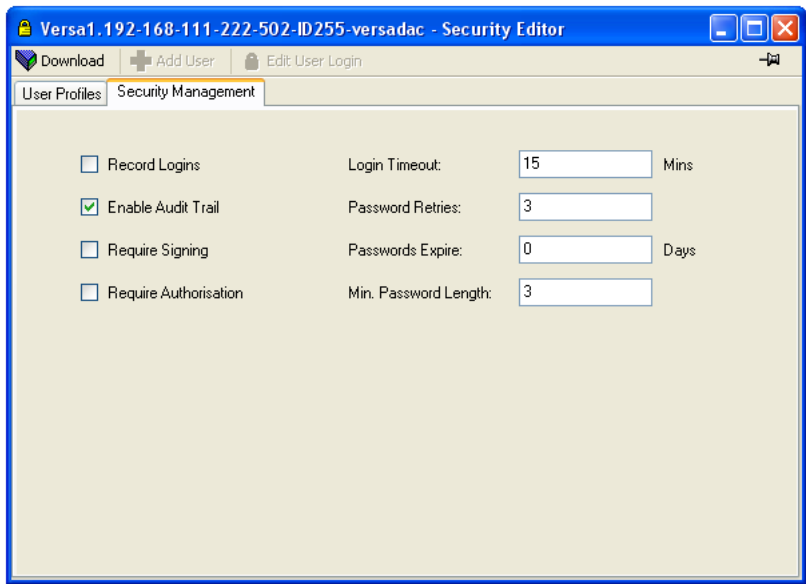 Versa1.192-168-111-222-502-ID255-versadac - Security Editor
Download Add User Edit User Login
User Profiles Security Management
Record Logins Login Timeout: 15 Mins
Enable Audit Trail Password Retries: 3
Require Signing Passwords Expire: 0 Days
Require Authorisation Min. Password Length: 3